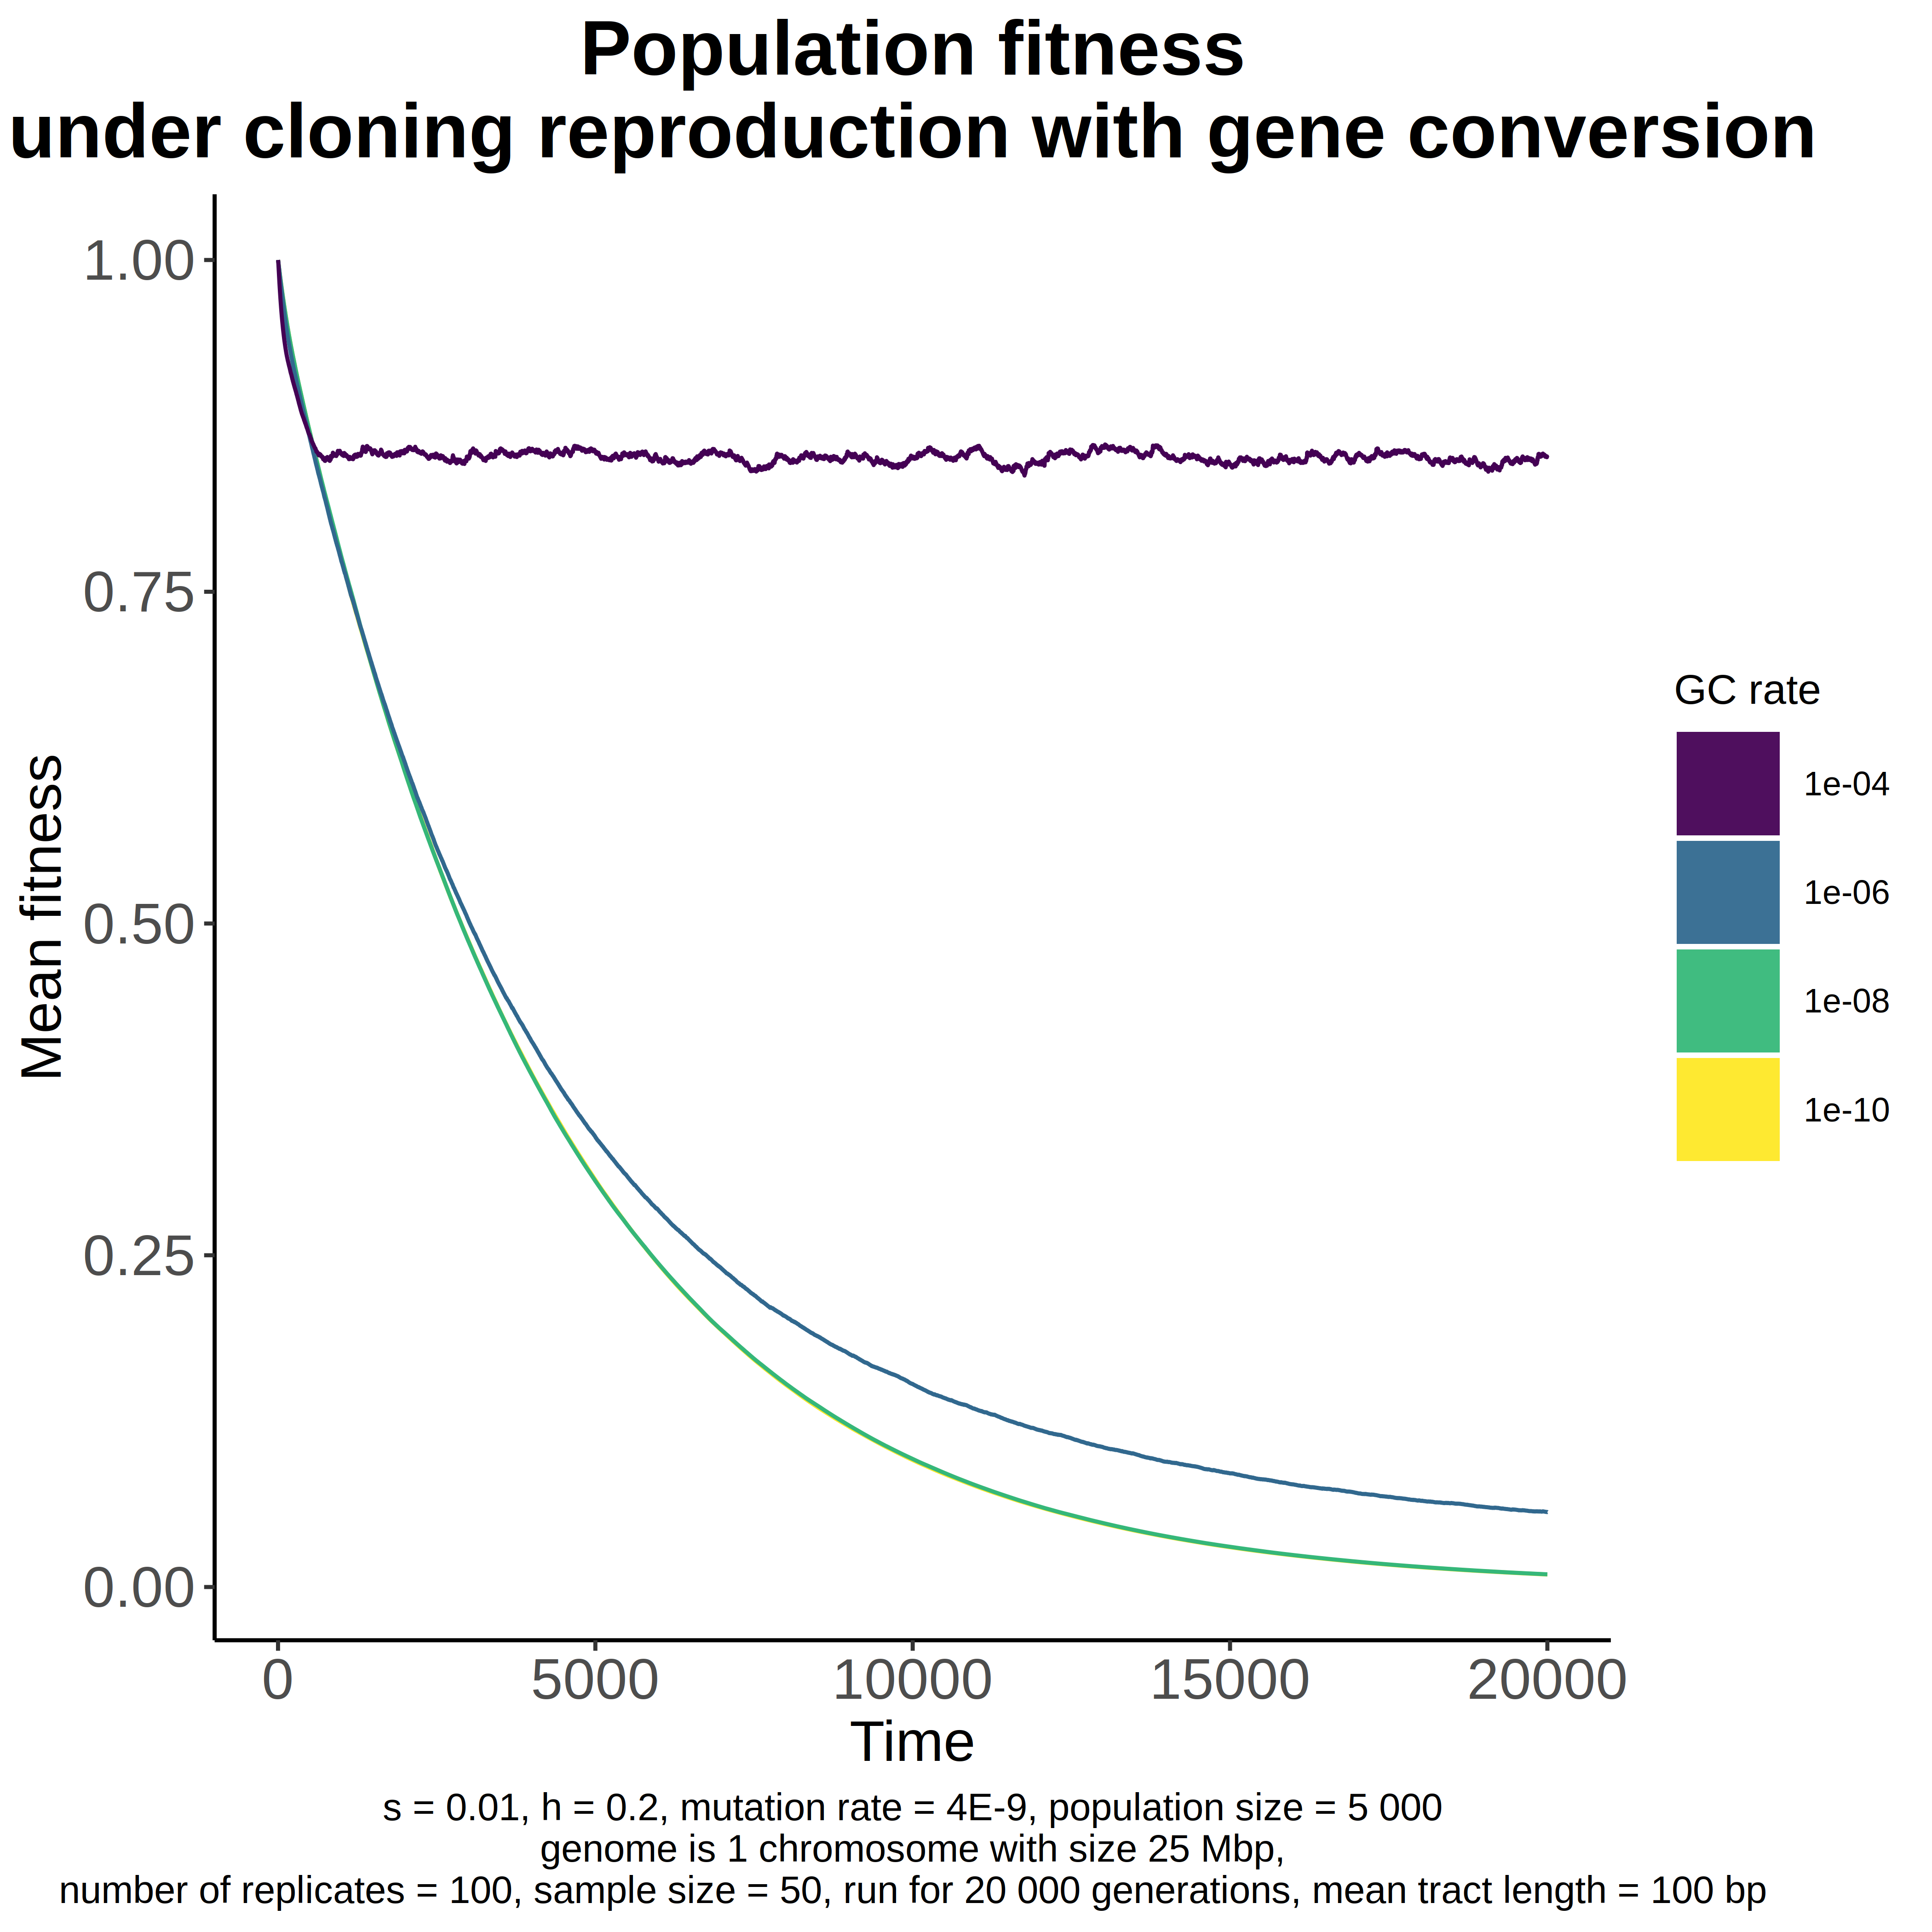 Population fitness
under cloning reproduction with gene conversion
1.00
0.75
0.50
0.25
0.00
Mean fitness
0
5000
10000
15000
20000
Time
GC rate
1e-04
1e-06
1e-08
1e-10
s = 0.01, h = 0.2, mutation rate = 4E-9, population size = 5 000
genome is 1 chromosome with size 25 Mbp,
number of replicates = 100, sample size = 50, run for 20 000 generations, mean tract length = 100 bp